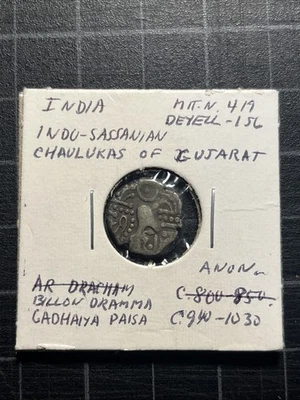 INDIA
MIT.N. 419
DEYELL-156
INDO-SASSANIAN
CHAULUKAS OF GUJARAT
ANON.
AR DRACHAM
BILLON DRAMMA
GADHAIYA PAISA
C.800-850
C.940-1030